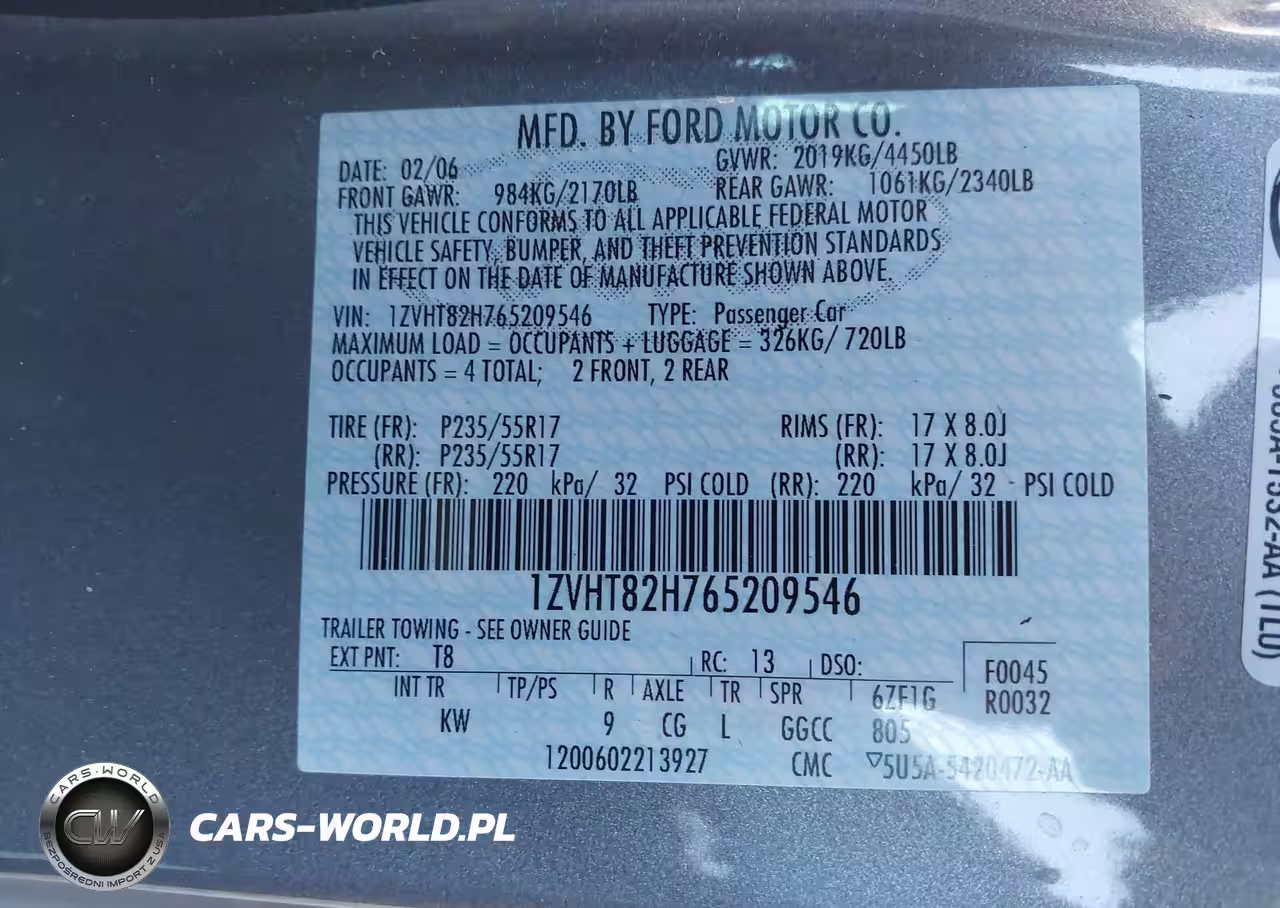 MFD. BY FORD MOTOR CO.
DATE: 02/06 GVWR: 2019KG/4450LB
FRONT GAWR: 984KG/2170LB REAR GAWR: 1061KG/2340LB
THIS VEHICLE CONFORMS TO ALL APPLICABLE FEDERAL MOTOR
VEHICLE SAFETY, BUMPER, AND THEFT PREVENTION STANDARDS
IN EFFECT ON THE DATE OF MANUFACTURE SHOWN ABOVE.
VIN: 1ZVHT82H765209546 TYPE: Passenger Car
MAXIMUM LOAD = OCCUPANTS + LUGGAGE = 326KG/ 720LB
OCCUPANTS = 4 TOTAL; 2 FRONT, 2 REAR
TIRE (FR): P235/55R17 RIMS (FR): 17 X 8.0J
(RR): P235/55R17 (RR): 17 X 8.0J
PRESSURE (FR): 220 kPa/ 32 PSI COLD (RR): 220 kPa/ 32 PSI COLD
1ZVHT82H765209546
TRAILER TOWING - SEE OWNER GUIDE
EXT PNT: T8 RC: 13 DSO: F0045
INT TR TP/PS R AXLE TR SPR 6ZF1G R0032
KW 9 CG L GGCC 805
1200602213927 CMC ▽5U5A-5420472-AA
CARS-WORLD
CW
BEZPOŚREDNI IMPORT Z USA
CARS-WORLD.PL